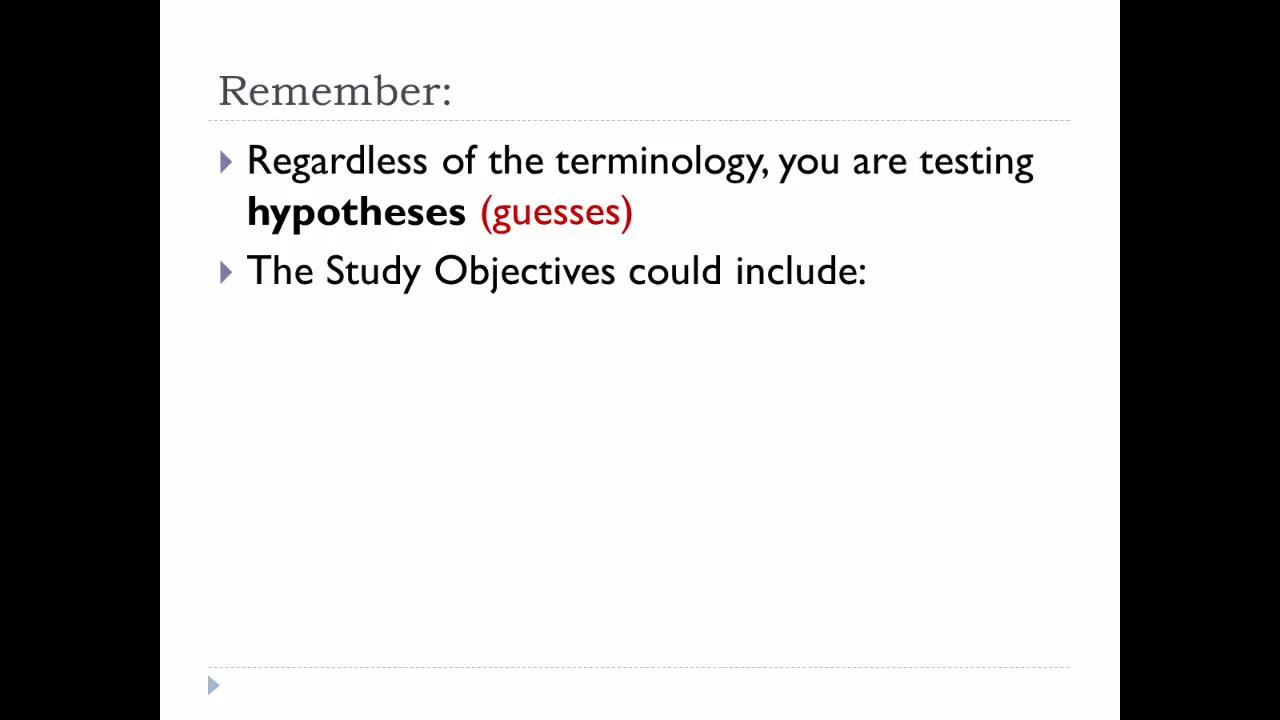 Remember:
Regardless of the terminology, you are testing
hypotheses (guesses)
The Study Objectives could include: